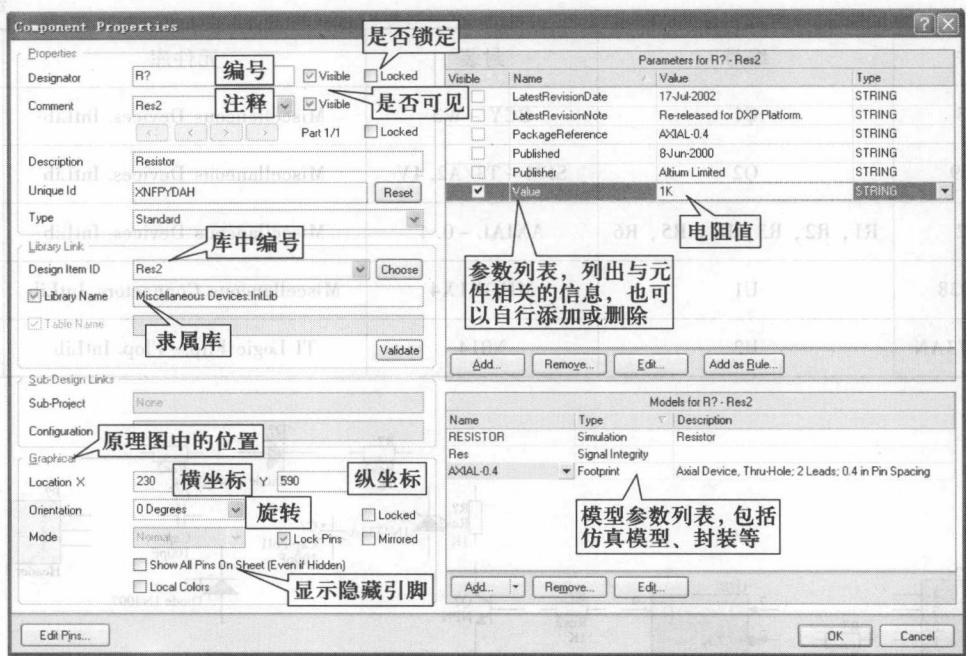 Component Properties
是否锁定
Properties
Designator R? 编号 Visible Locked
Comment Res2 注释 Visible 是否可见
Part 1/1 Locked
Description Resistor
Unique Id XNFPYDAH Reset
Type Standard
Library Link
库中编号
Design Item ID Res2 Choose
Library Name Miscellaneous Devices.IntLib
Table Name
隶属库
Validate
Sub-Design Links
Sub-Project None
Configuration
原理图中的位置
Graphical
Location X 230 横坐标 Y 590 纵坐标
Orientation 0 Degrees 旋转 Locked
Mode Normal Lock Pins Mirrored
Show All Pins On Sheet (Even if Hidden)
Local Colors 显示隐藏引脚
Parameters for R? - Res2
Visible Name Value Type
LatestRevisionDate 17-Jul-2002 STRING
LatestRevisionNote Re-released for DXP Platform. STRING
PackageReference AXIAL-0.4 STRING
Published 8-Jun-2000 STRING
Publisher Altium Limited STRING
Value 1K STRING
电阻值
参数列表，列出与元
件相关的信息，也可
以自行添加或删除
Add... Remove... Edit... Add as Rule...
Models for R? - Res2
Name Type Description
RESISTOR Simulation Resistor
Res Signal Integrity
AXIAL-0.4 Footprint Axial Device, Thru-Hole; 2 Leads; 0.4 in Pin Spacing
模型参数列表，包括
仿真模型、封装等
Add... Remove... Edit...
Edit Pins... OK Cancel